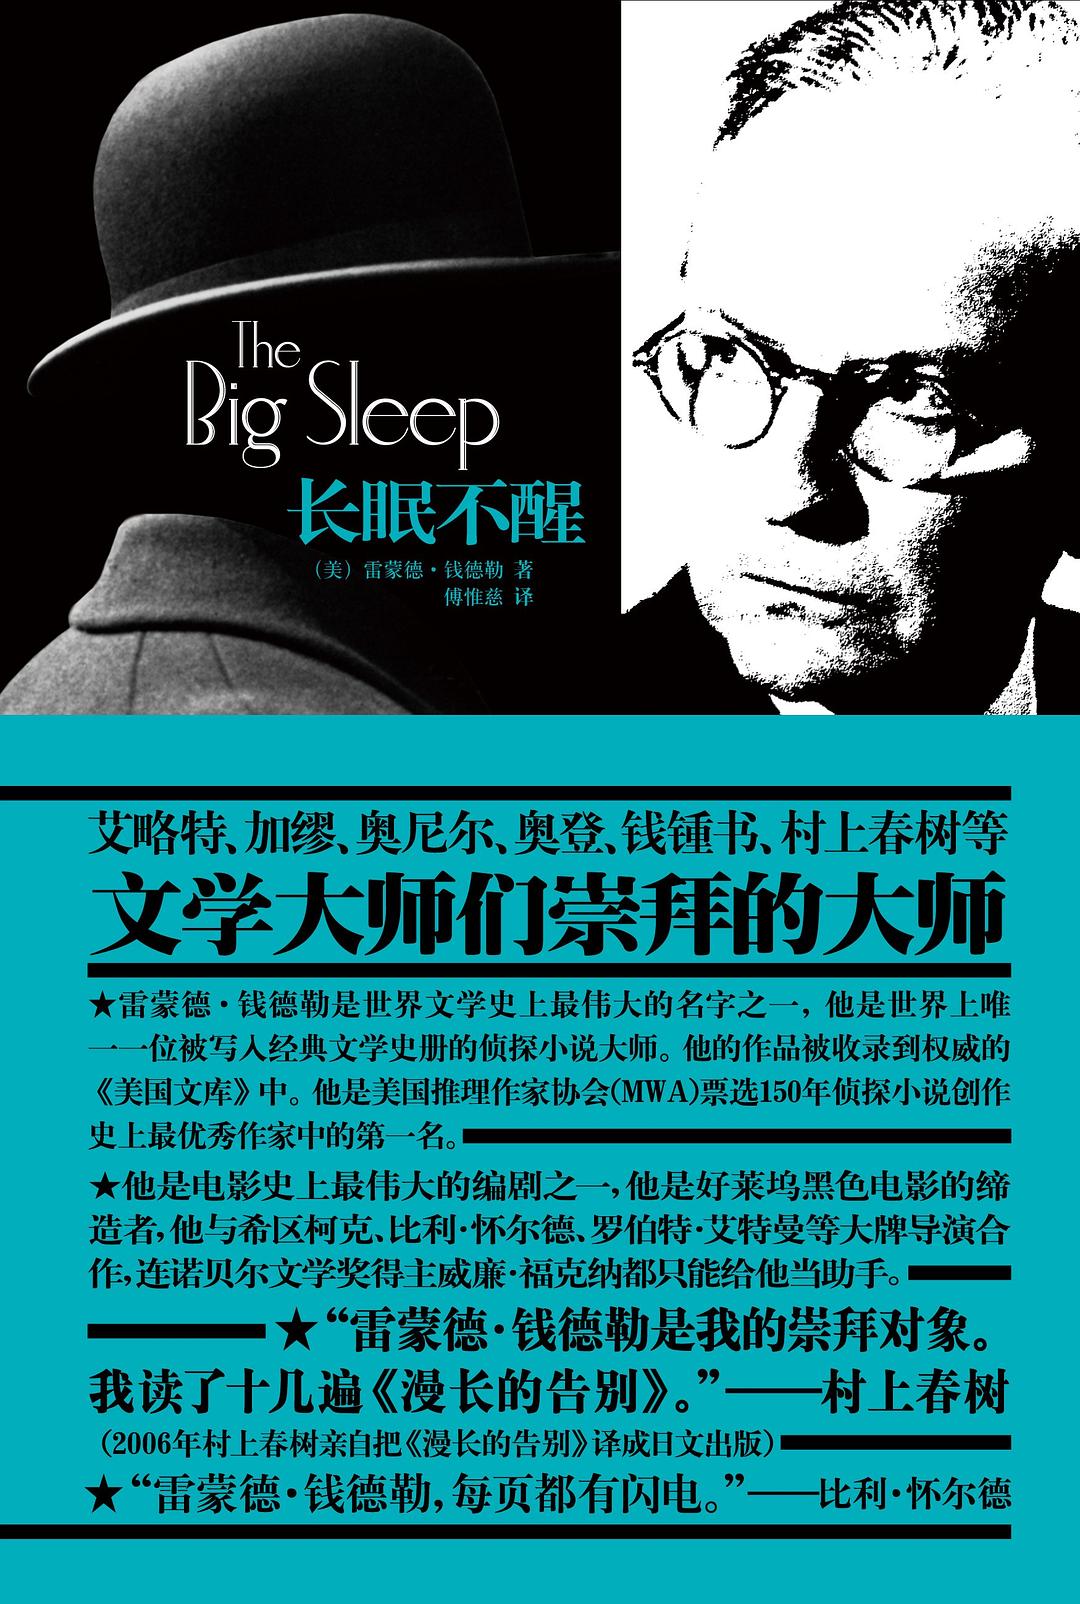 The
Big Sleep
长眠不醒
（美）雷蒙德·钱德勒 著
傅惟慈 译
艾略特、加缪、奥尼尔、奥登、钱锺书、村上春树等
文学大师们崇拜的大师
★雷蒙德·钱德勒是世界文学史上最伟大的名字之一，他是世界上唯
一一位被写入经典文学史册的侦探小说大师。他的作品被收录到权威的
《美国文库》中。他是美国推理作家协会(MWA)票选150年侦探小说创作
史上最优秀作家中的第一名。
★他是电影史上最伟大的编剧之一，他是好莱坞黑色电影的缔
造者，他与希区柯克、比利·怀尔德、罗伯特·艾特曼等大牌导演合
作，连诺贝尔文学奖得主威廉·福克纳都只能给他当助手。
★“雷蒙德·钱德勒是我的崇拜对象。
我读了十几遍《漫长的告别》。”——村上春树
（2006年村上春树亲自把《漫长的告别》译成日文出版）
★“雷蒙德·钱德勒，每页都有闪电。”——比利·怀尔德